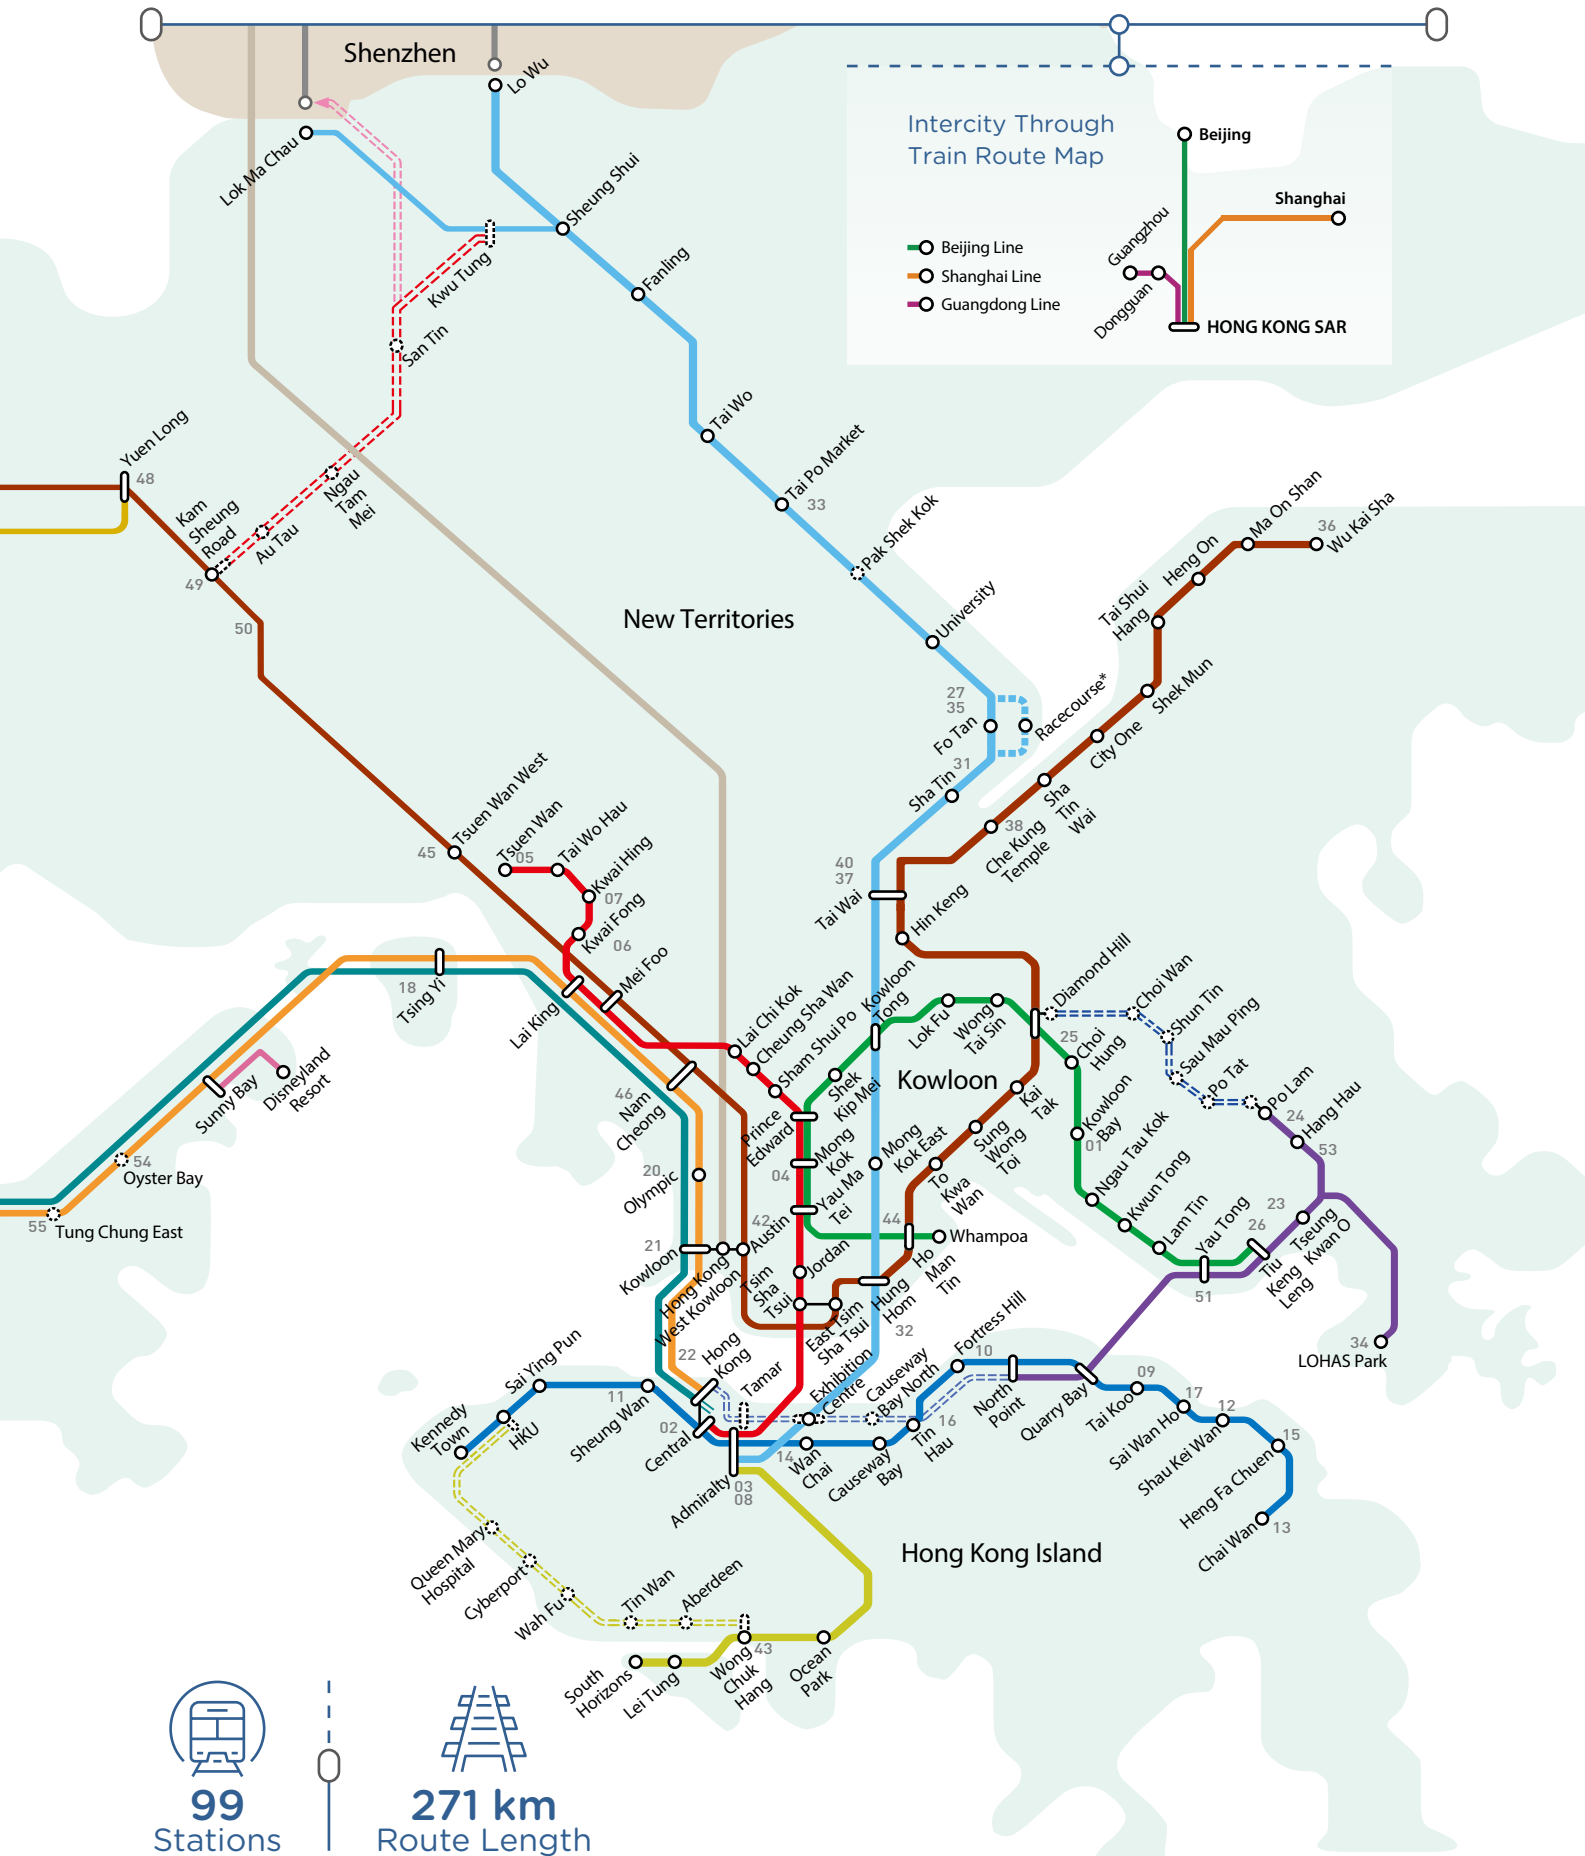 Shenzhen
Lo Wu
Lok Ma Chau
Sheung Shui
Kwu Tung
Fanling
San Tin
Intercity Through
Train Route Map
Beijing
Shanghai
Guangzhou
Dongguan
HONG KONG SAR
Beijing Line
Shanghai Line
Guangdong Line
Tai Wo
Tai Po Market
33
Pak Shek Kok
University
Yuen Long
48
Kam
Sheung
Road
49
50
Au Tau
Ngau
Tam
Mei
New Territories
Ma On Shan
36
Wu Kai Sha
Heng On
Tai Shui
Hang
Shek Mun
City One
Sha
Tin
Wai
38
Che Kung
Temple
27
35
Fo Tan
Racecourse*
31
Sha Tin
40
37
Tai Wai
Hin Keng
Tsuen Wan West
45
Tsuen Wan
05
Tai Wo Hau
Kwai Hing
07
Kwai Fong
06
Mei Foo
Lai King
18
Tsing Yi
Sunny Bay
Disneyland
Resort
54
Oyster Bay
55
Tung Chung East
Lai Chi Kok
Cheung Sha Wan
Sham Shui Po
Kowloon
Tong
Lok Fu
Wong
Tai Sin
Diamond Hill
Choi Wan
Shun Tin
Sau Mau Ping
Po Tat
Po Lam
24
Hang Hau
53
25
Choi
Hung
Kowloon
Shek
Kip Mei
Kai
Tak
Kowloon
Bay
01
46
Nam
Cheong
Prince
Edward
Mong
Kok
04
Mong
Kok East
Sung
Wong
Toi
To
Kwa
Wan
Ngau Tau Kok
Kwun Tong
Lam Tin
Yau Tong
51
26
23
Tiu
Keng
Leng
Tseung
Kwan O
34
LOHAS Park
20
Olympic
Yau Ma
Tei
42
Austin
44
Whampoa
Ho
Man
Tin
21
Kowloon
Hong Kong
West Kowloon
Jordan
Tsim
Sha
Tsui
East Tsim
Sha Tsui
Hung
Hom
32
22
Hong
Kong
Tamar
Exhibition
Centre
Causeway
Bay North
Fortress Hill
10
North
Point
Quarry Bay
09
Tai Koo
17
Sai Wan Ho
12
Shau Kei Wan
15
Heng Fa Chuen
Chai Wan
13
Sai Ying Pun
Kennedy
Town
HKU
11
Sheung Wan
02
Central
Admiralty
03
08
14
Wan
Chai
Causeway
Bay
Tin
Hau
16
Hong Kong Island
Queen Mary
Hospital
Cyberport
Wah Fu
Tin Wan
Aberdeen
South
Horizons
Lei Tung
Wong
Chuk
Hang
43
Ocean
Park
99
Stations
271 km
Route Length